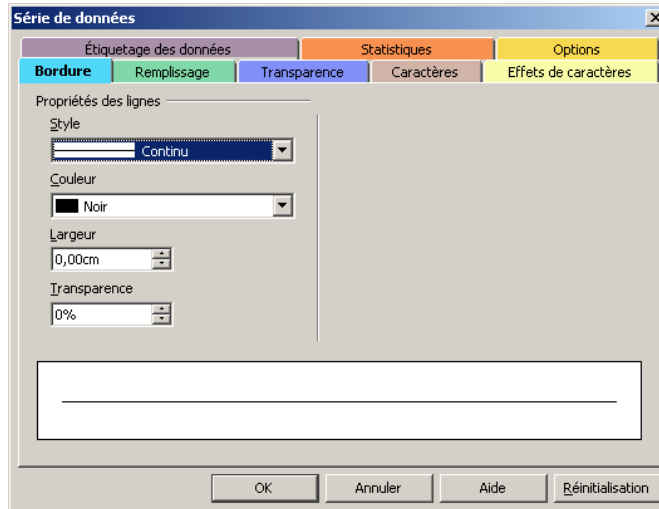 Série de données
Étiquetage des données Statistiques Options
Bordure Remplissage Transparence Caractères Effets de caractères
Propriétés des lignes
Style
Continu
Couleur
Noir
Largeur
0,00cm
Transparence
0%
OK Annuler Aide Réinitialisation